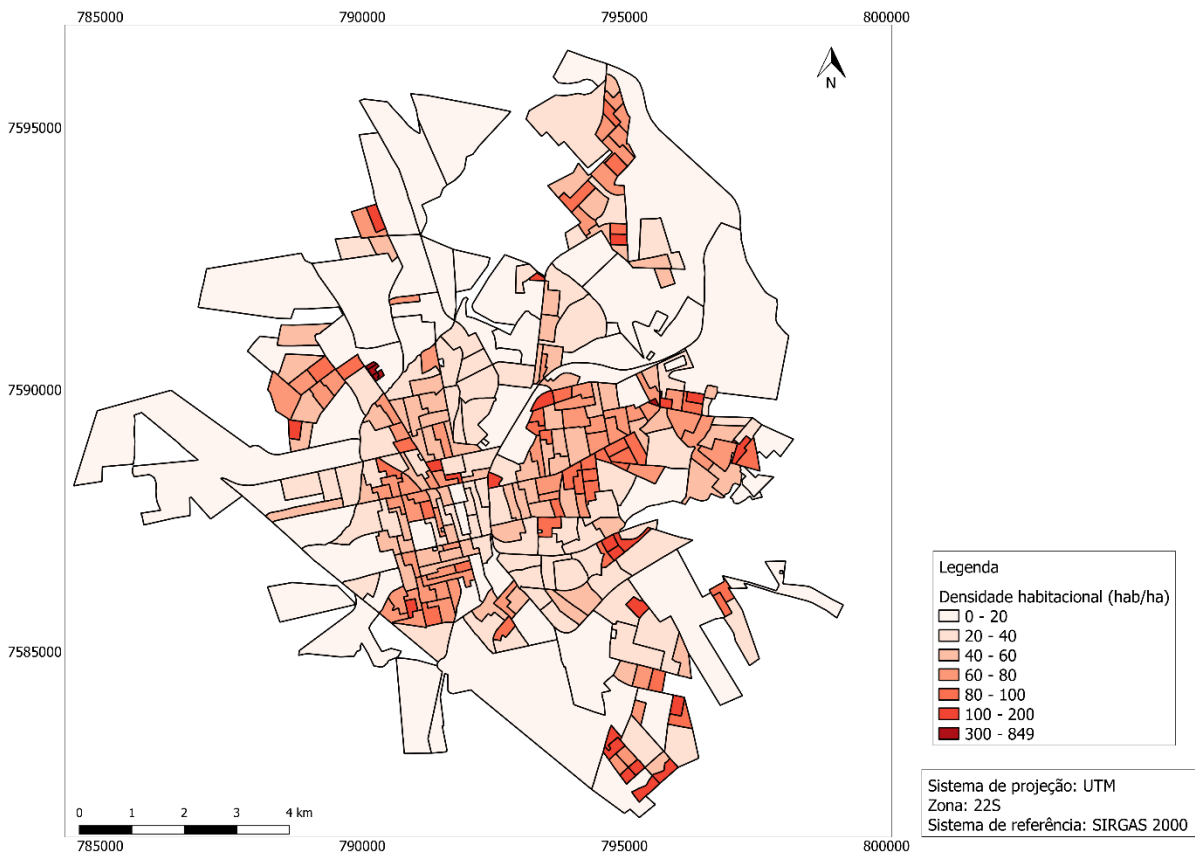 785000 790000 795000 800000
N
7595000
7590000
7585000
Legenda
Densidade habitacional (hab/ha)
0 - 20
20 - 40
40 - 60
60 - 80
80 - 100
100 - 200
300 - 849
Sistema de projeção: UTM
Zona: 22S
Sistema de referência: SIRGAS 2000
0 1 2 3 4 km
785000 790000 795000 800000